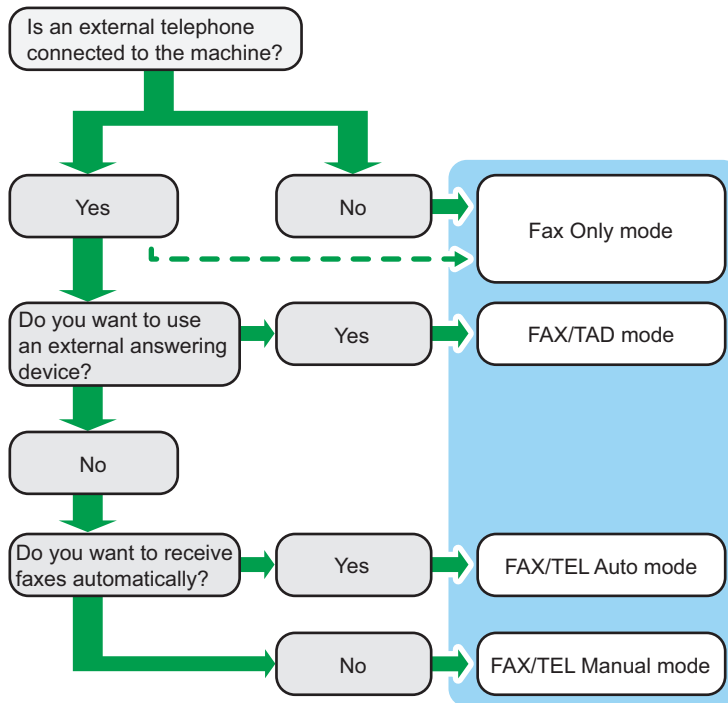 Is an external telephone
connected to the machine?
Yes
No
Fax Only mode
Do you want to use
an external answering
device?
Yes
FAX/TAD mode
No
Do you want to receive
faxes automatically?
Yes
FAX/TEL Auto mode
No
FAX/TEL Manual mode